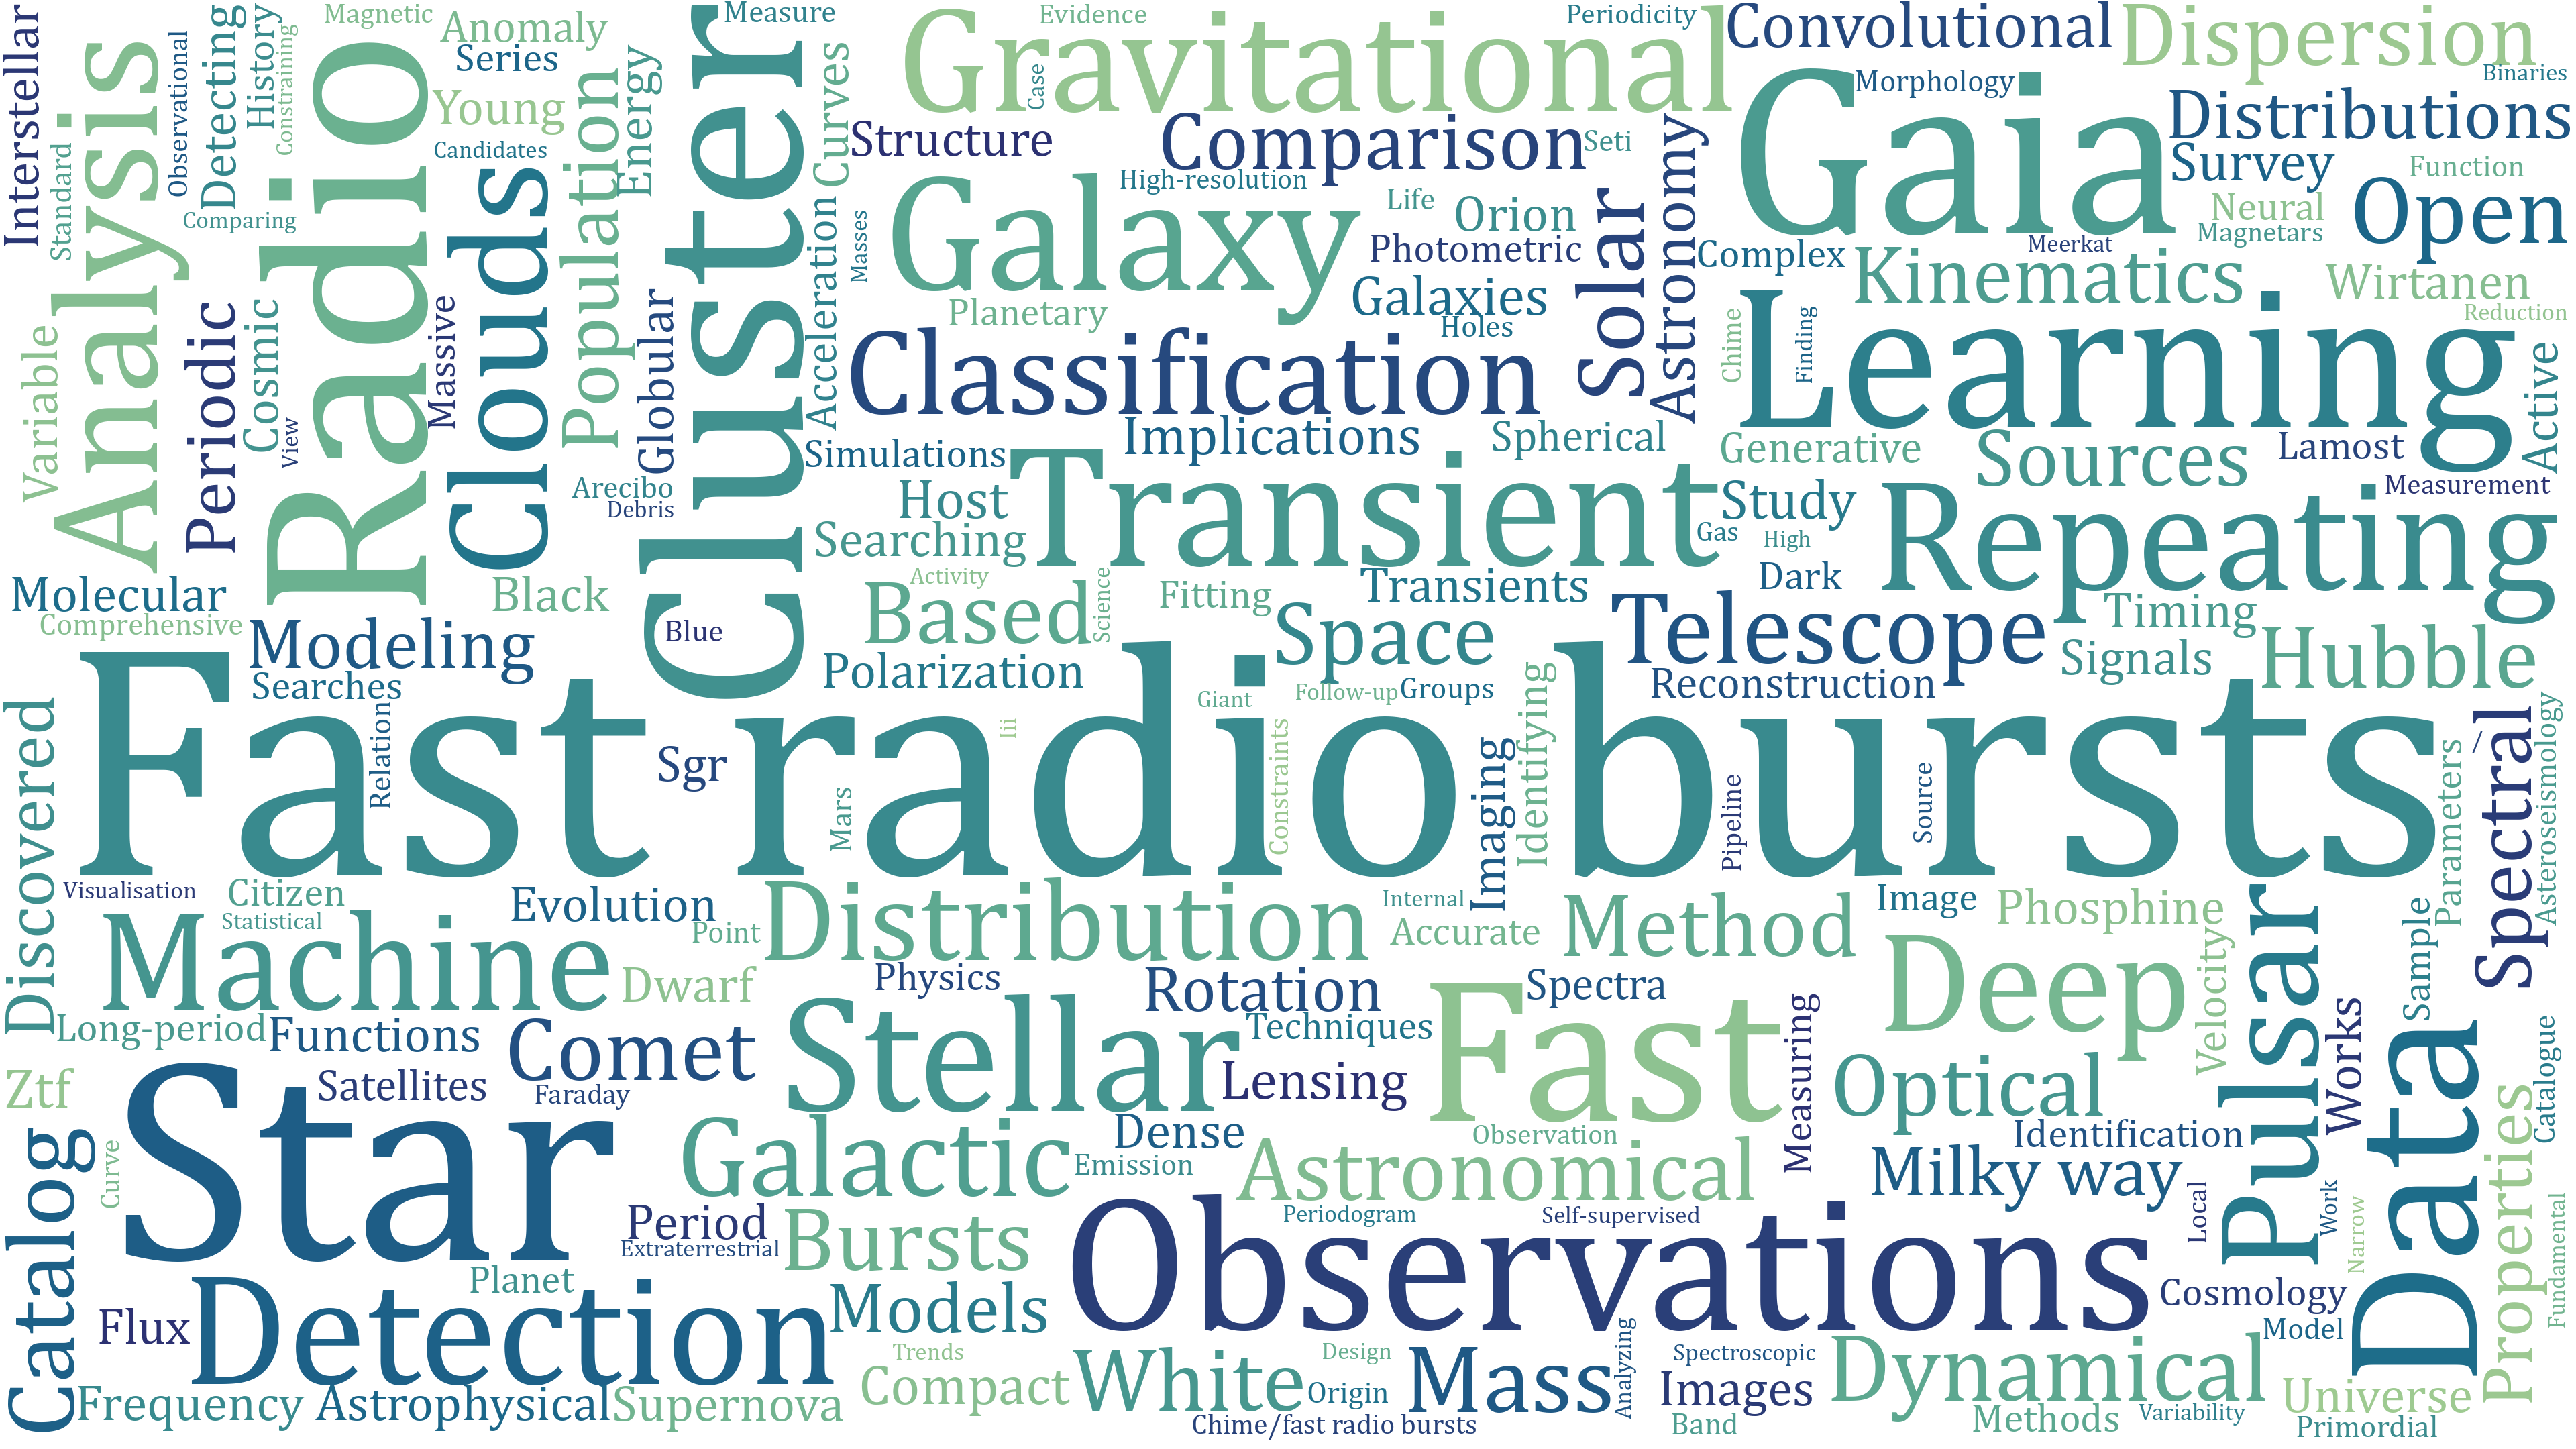 Interstellar
Analysis
Observational
Detecting
History
Constraining
Magnetic
Anomaly
Series
Young
Candidates
Measure
Evidence
Gravitational
Case
Periodicity
Convolutional
Dispersion
Binaries
Morphology
Gaia
Distributions
Survey
Function
Open
Neural
Magnetars
Meerkat
Standard
Comparing
Radio
Clouds
Population
Energy
Cluster
Curves
Structure
Comparison
Seti
High-resolution
Galaxy
Life
Orion
Photometric
Solar
Astronomy
Complex
Kinematics
Wirtanen
Reduction
Masses
Acceleration
Planetary
Galaxies
Holes
Variable
Periodic
Cosmic
View
Massive
Globular
Classification
Chime
Finding
Learning
Active
Implications
Spherical
Generative
Sources
Lamost
Measurement
Simulations
Arecibo
Debris
Host
Searching
Transient
Study
Gas
High
Repeating
Dark
Transients
Activity
Science
Fitting
Based
Molecular
Comprehensive
Black
Blue
Modeling
Searches
Polarization
Space
Telescope
Timing
Signals
Hubble
Reconstruction
Giant
Follow-up
Groups
Identifying
Discovered
Relation
Fast radio bursts
Sgr
Iii
Mars
Constraints
Imaging
Pipeline
Source
Parameters
Spectral
/
Asteroseismology
Visualisation
Citizen
Statistical
Evolution
Point
Distribution
Internal
Accurate
Method
Image
Phosphine
Machine
Dwarf
Physics
Rotation
Spectra
Deep
Velocity
Pulsar
Sample
Long-period
Functions
Comet
Stellar
Techniques
Fast
Measuring
Works
Catalogue
Ztf
Satellites
Faraday
Lensing
Optical
Data
Catalog
Curve
Star
Galactic
Dense
Emission
Observation
Astronomical
Identification
Milky way
Local
Work
Narrow
Properties
Fundamental
Period
Extraterrestrial
Bursts
Periodogram
Self-supervised
Observations
Planet
Detection
Flux
Models
Cosmology
Model
Trends
Design
Analyzing
Spectroscopic
Frequency
Astrophysical
Supernova
Compact
White
Origin
Mass
Images
Dynamical
Universe
Chime/fast radio bursts
Band
Methods
Variability
Primordial